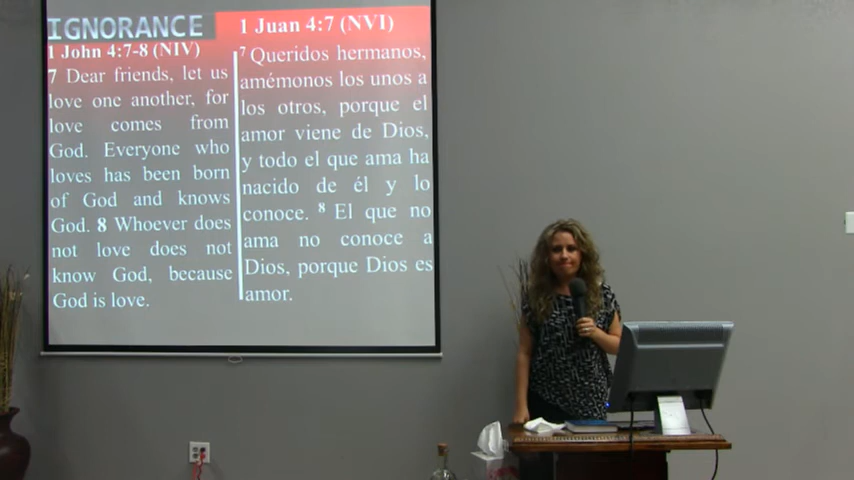 IGNORANCE
1 John 4:7-8 (NIV)
7 Dear friends, let us
love one another, for
love comes from
God. Everyone who
loves has been born
of God and knows
God. 8 Whoever does
not love does not
know God, because
God is love.
1 Juan 4:7 (NVI)
7 Queridos hermanos,
amémonos los unos a
los otros, porque el
amor viene de Dios,
y todo el que ama ha
nacido de él y lo
conoce. 8 El que no
ama no conoce a
Dios, porque Dios es
amor.